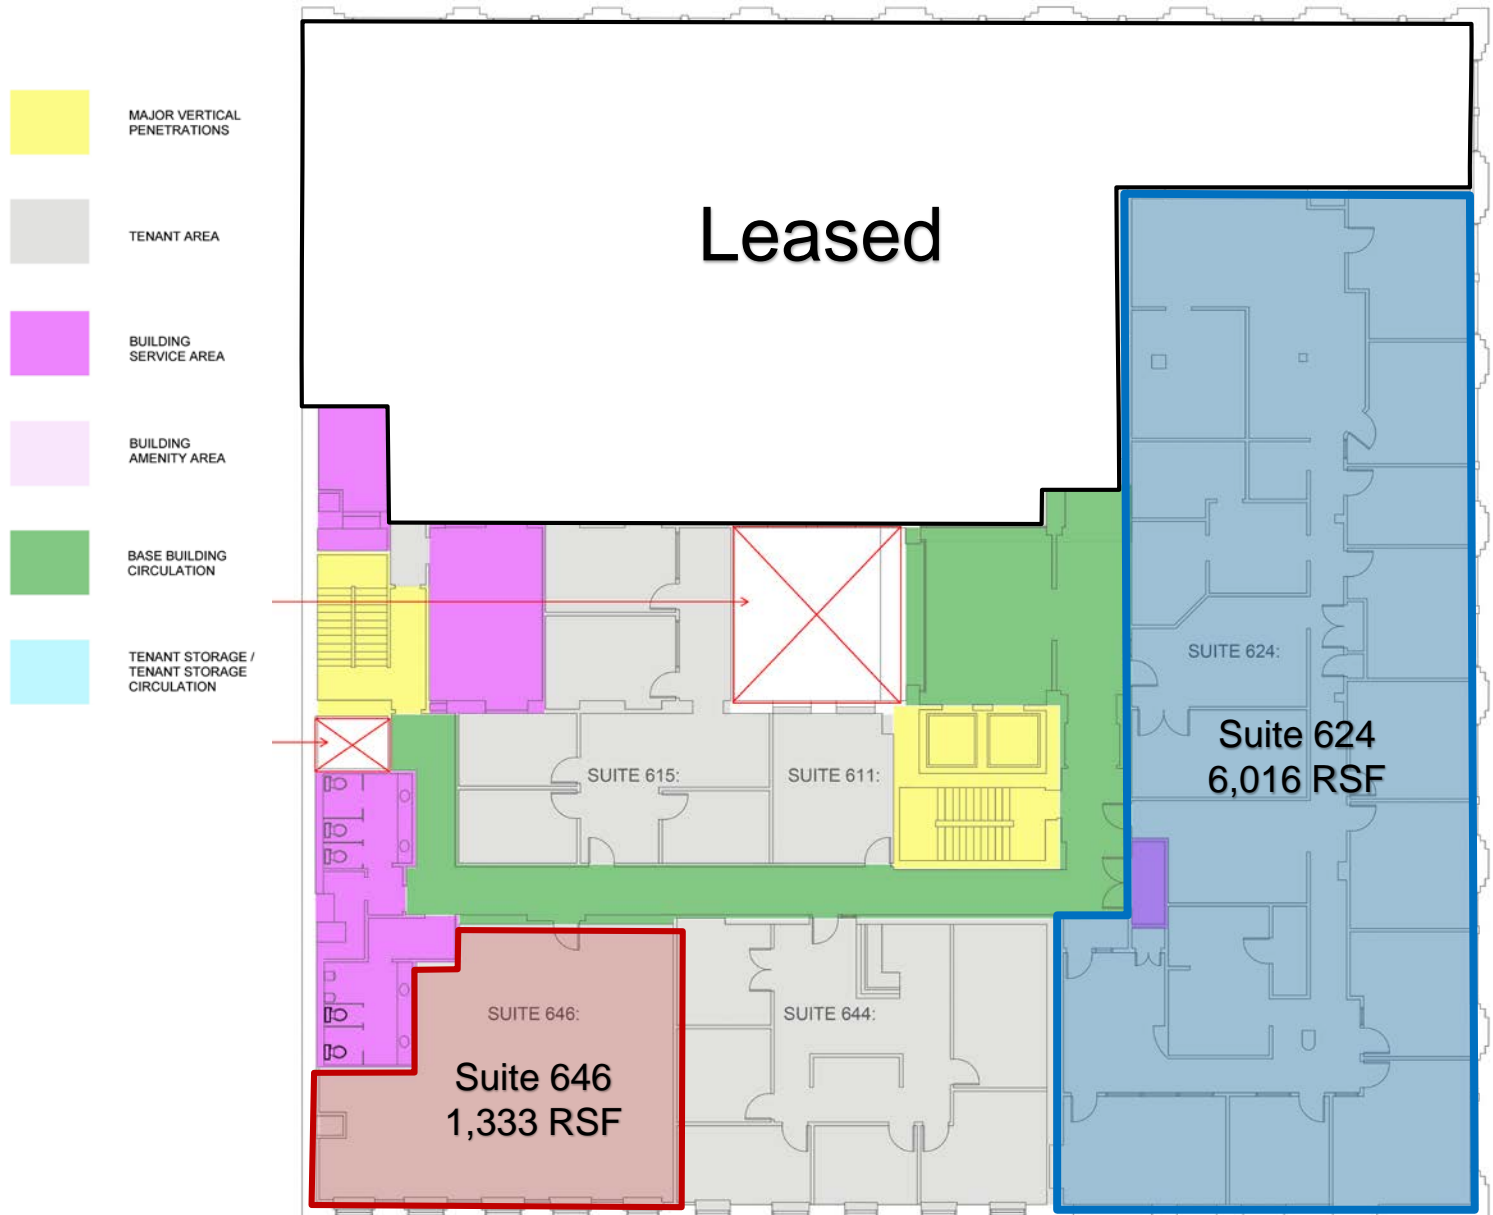 MAJOR VERTICAL
PENETRATIONS
TENANT AREA
BUILDING
SERVICE AREA
BUILDING
AMENITY AREA
BASE BUILDING
CIRCULATION
TENANT STORAGE /
TENANT STORAGE
CIRCULATION
Leased
SUITE 624:
Suite 624
6,016 RSF
SUITE 615:
SUITE 611:
SUITE 646:
SUITE 644:
Suite 646
1,333 RSF